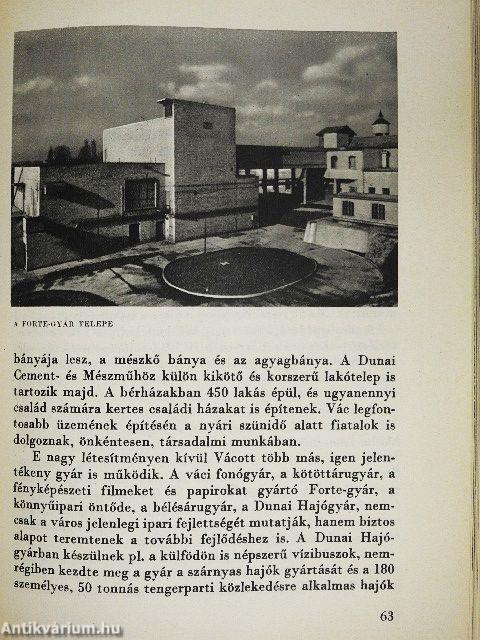 A FORTE-GYÁR TELEPE
bányája lesz, a mészkő bánya és az agyagbánya. A Dunai
Cement- és Mészműhöz külön kikötő és korszerű lakótelep is
tartozik majd. A bérházakban 450 lakás épül, és ugyanennyi
család számára kertes családi házakat is építenek. Vác legfon-
tosabb üzemének építésén a nyári szünidő alatt fiatalok is
dolgoznak, önkéntesen, társadalmi munkában.
E nagy létesítményen kívül Vácott több más, igen jelen-
tékeny gyár is működik. A váci fonógyár, a kötöttárugyár, a
fényképészeti filmeket és papirokat gyártó Forte-gyár, a
könnyűipari öntöde, a bélésárugyár, a Dunai Hajógyár, nem-
csak a város jelenlegi ipari fejlettségét mutatják, hanem biztos
alapot teremtenek a további fejlődéshez is. A Dunai Hajó-
gyárban készülnek pl. a külfödön is népszerű vízibuszok, nem-
régiben kezdte meg a gyár a szárnyas hajók gyártását és a 180
személyes, 50 tonnás tengerparti közlekedésre alkalmas hajók
63
Antikvárium.hu